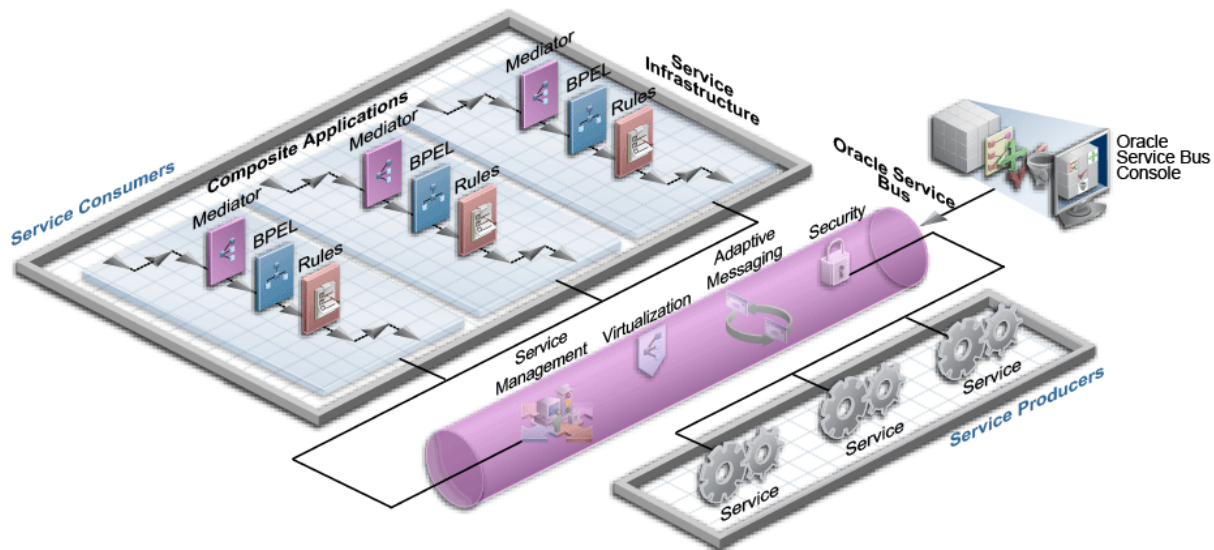 Service Consumers
Composite Applications
Service
Infrastructure
Mediator
BPEL
Rules
Mediator
BPEL
Rules
Mediator
BPEL
Rules
Oracle Service
Bus
Oracle
Service Bus
Console
Service
Management
Virtualization
Adaptive
Messaging
Security
Service
Service
Service
Service Producers